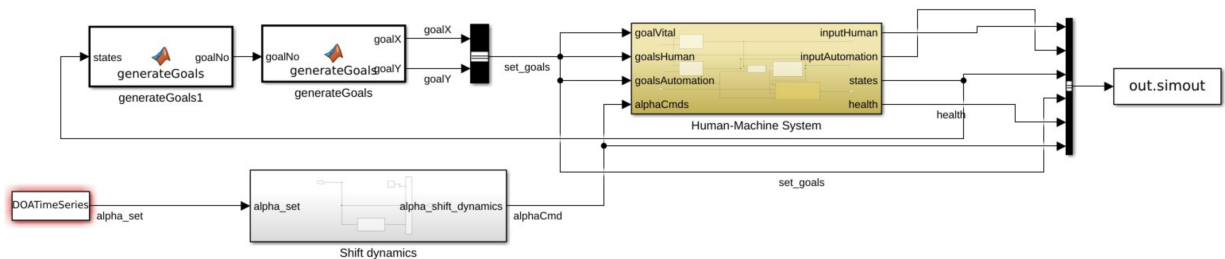 states
generateGoals
goalNo
generateGoals1
goalNo
generateGoals
goalX
goalY
generateGoals
goalX
goalY
set_goals
goalVital
goalsHuman
goalsAutomation
alphaCmds
inputHuman
inputAutomation
states
health
Human-Machine System
health
set_goals
out.simout
DOATimeSeries
alpha_set
alpha_set
alpha_shift_dynamics
Shift dynamics
alphaCmd